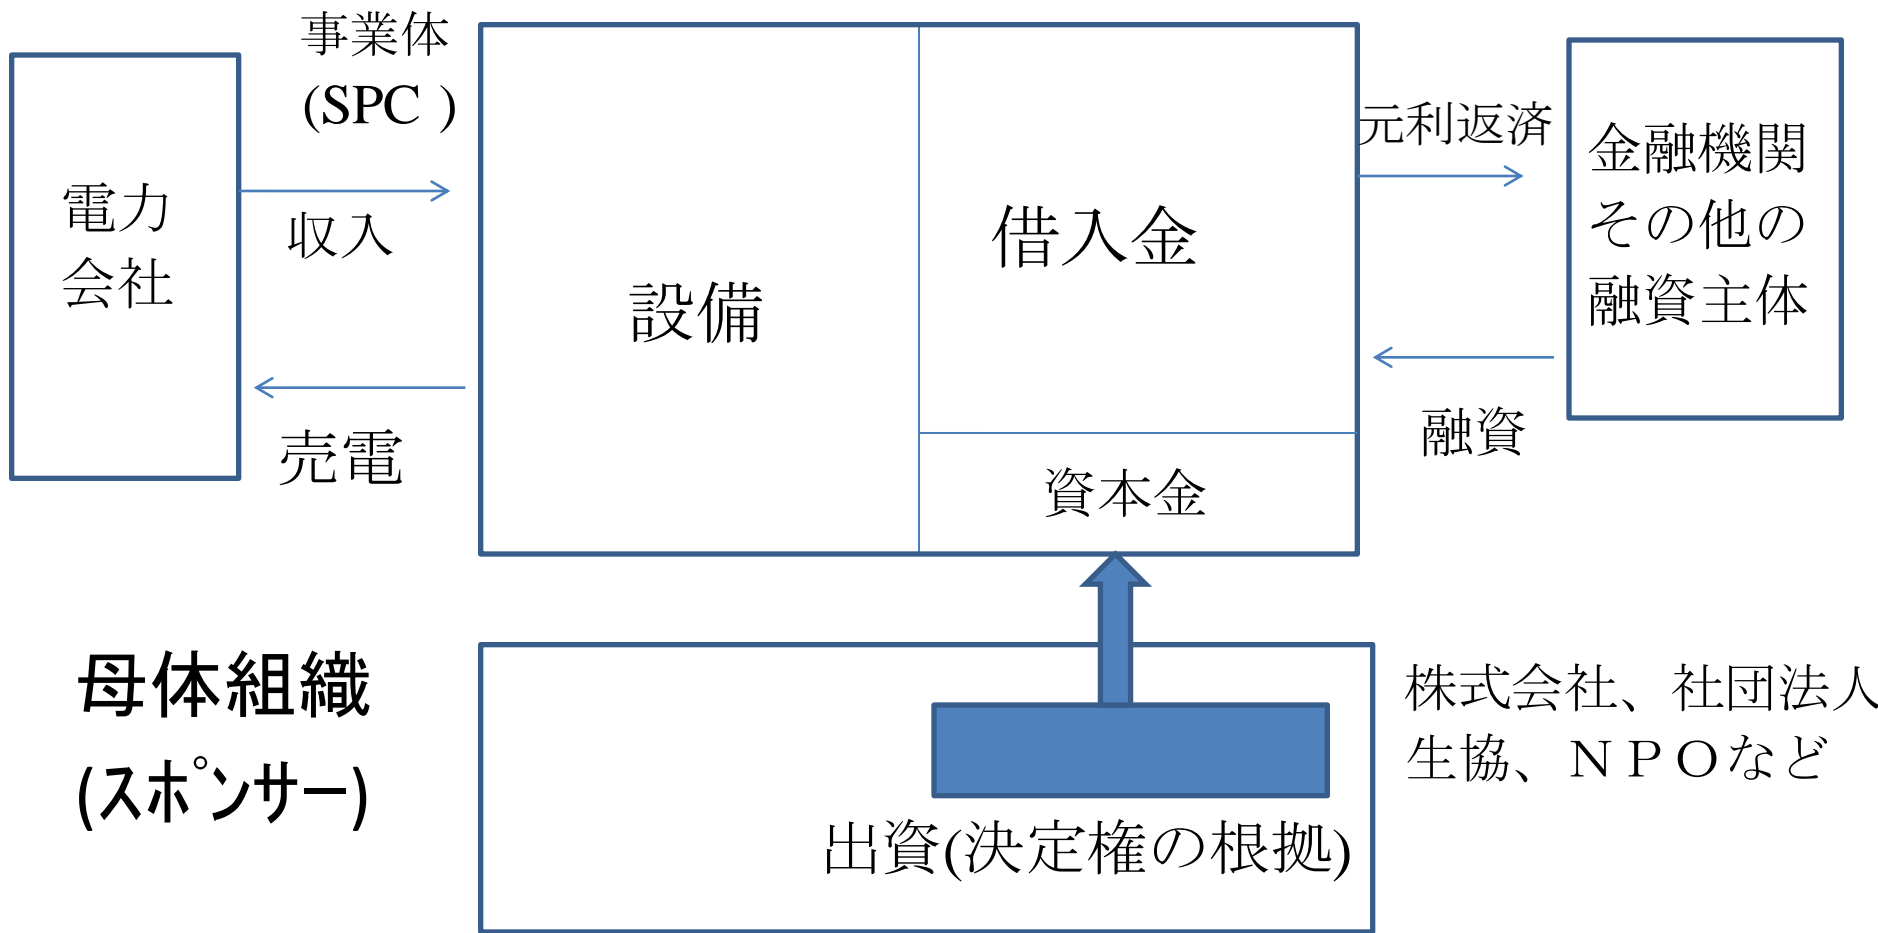 事業体
(SPC )
電力
会社
収入
売電
設備
借入金
資本金
元利返済
融資
金融機関
その他の
融資主体
母体組織
(スポンサー)
出資(決定権の根拠)
株式会社、社団法人
生協、ＮＰＯなど